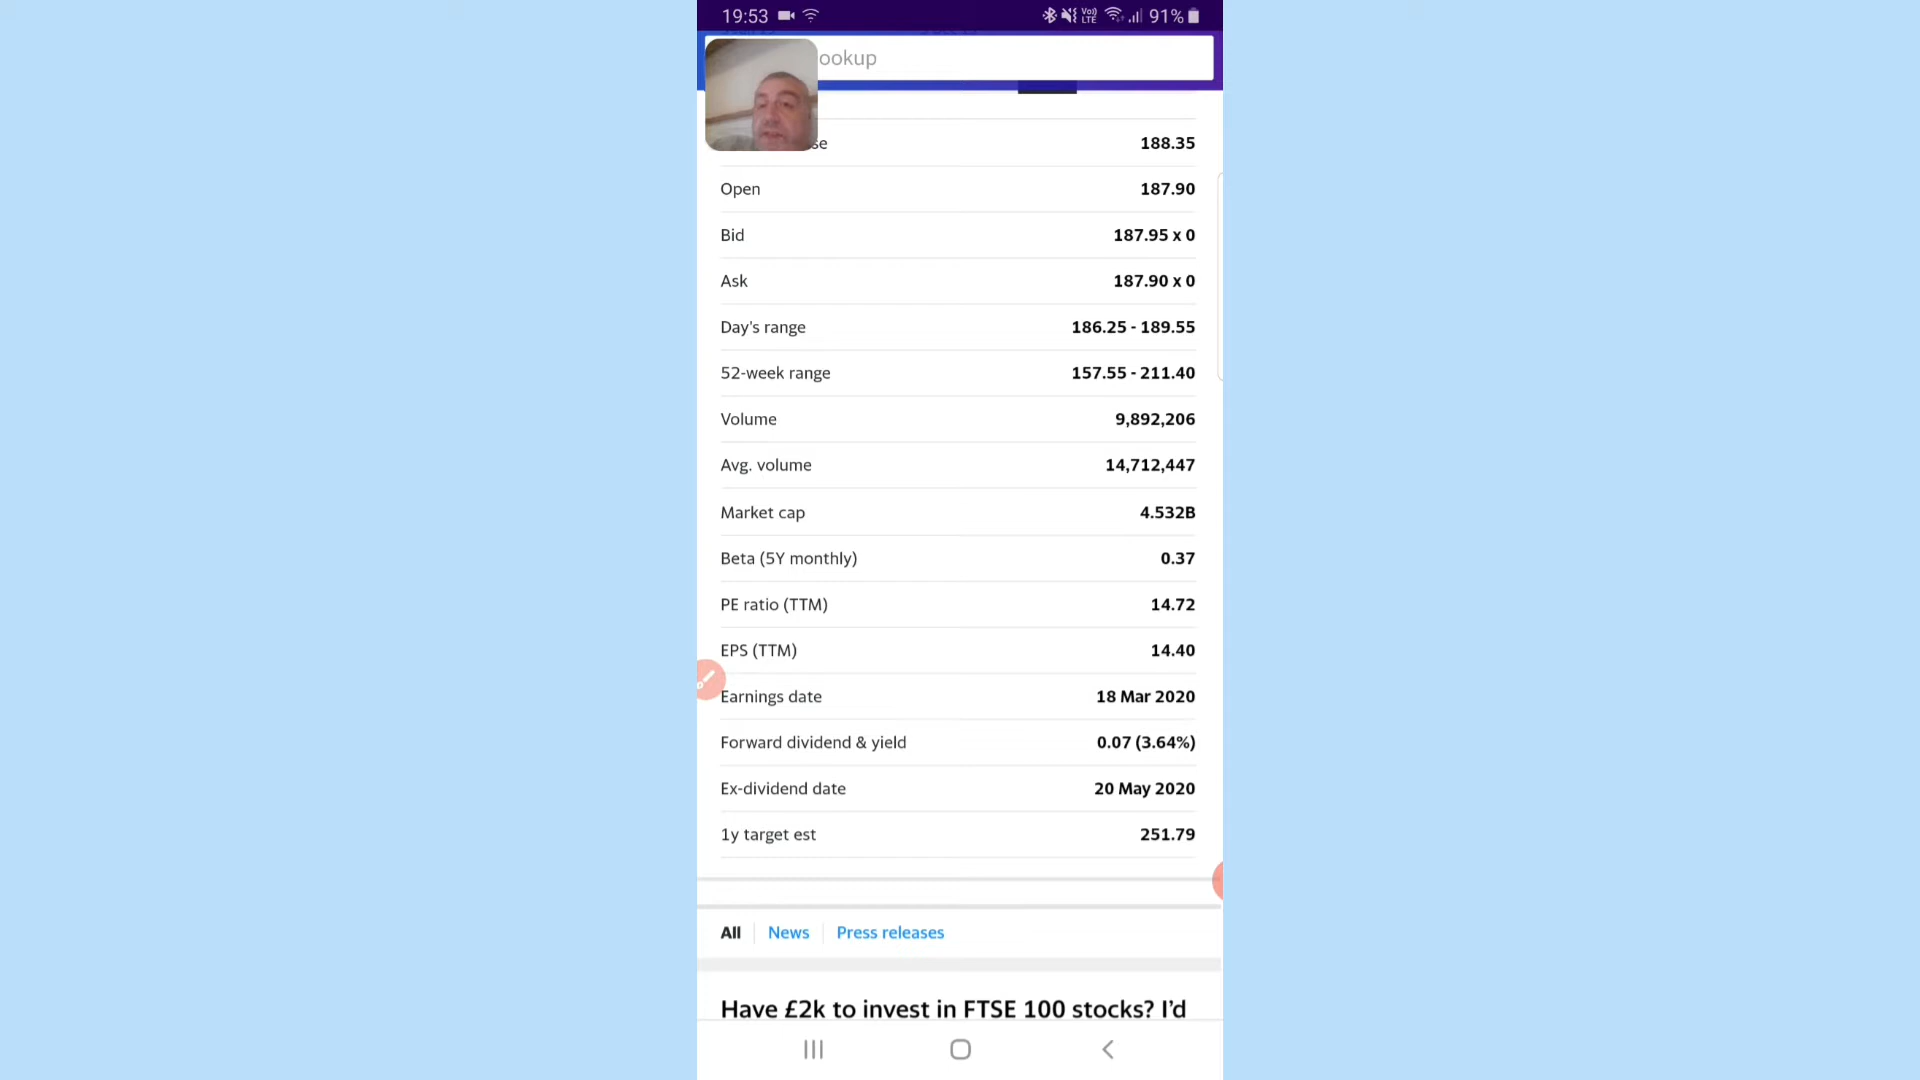 19:53 Vo)) LTE 91%
ookup
se 188.35
Open 187.90
Bid 187.95 x 0
Ask 187.90 x 0
Day's range 186.25 - 189.55
52-week range 157.55 - 211.40
Volume 9,892,206
Avg. volume 14,712,447
Market cap 4.532B
Beta (5Y monthly) 0.37
PE ratio (TTM) 14.72
EPS (TTM) 14.40
Earnings date 18 Mar 2020
Forward dividend & yield 0.07 (3.64%)
Ex-dividend date 20 May 2020
1y target est 251.79
All News Press releases
Have £2k to invest in FTSE 100 stocks? I’d